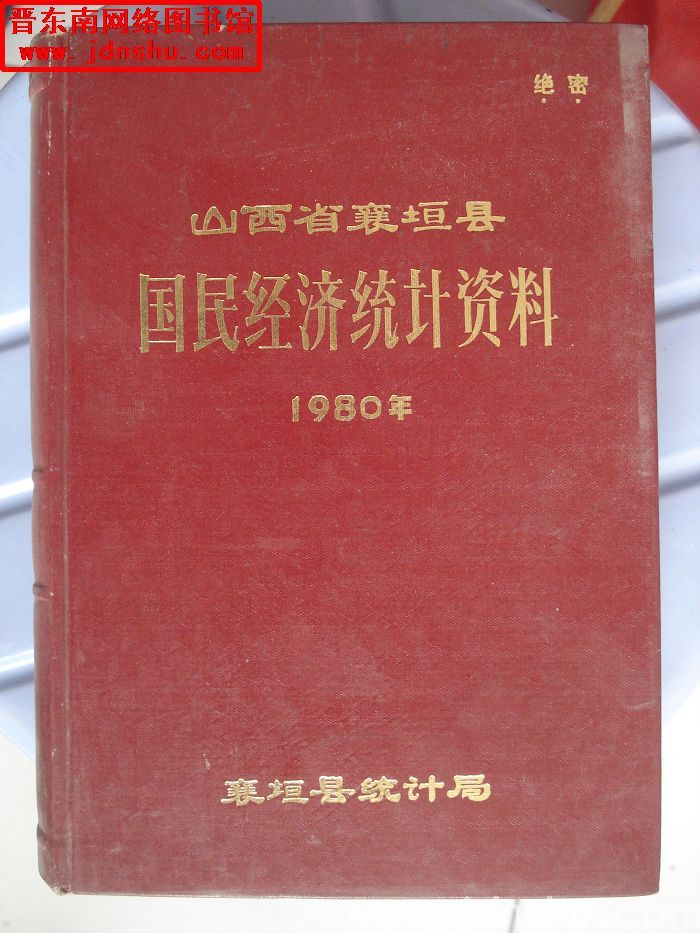 晋东南网络图书馆
www.jdnshu.com
绝密
山西省襄垣县
国民经济统计资料
1980年
襄垣县统计局